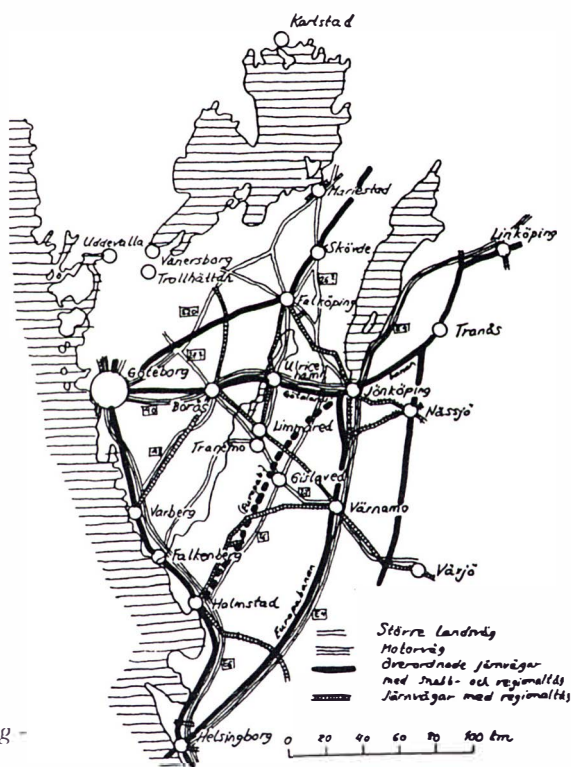 Karlstad
Mariestad
Uddevalla
Vänersborg
Trollhättan
Skövde
Linköping
Falköping
Tranås
Göteborg
Ulricehamn
Borås
Jönköping
Nässjö
Limmared
Tranemo
Gislaved
Varberg
Värnamo
Falkenberg
Växjö
Halmstad
Europabanan
Större landsväg
Motorväg
Överordnade järnvägar
med snabb- och regionaltåg
Järnvägar med regionaltåg
Helsingborg
0 20 40 60 80 100 km
g -